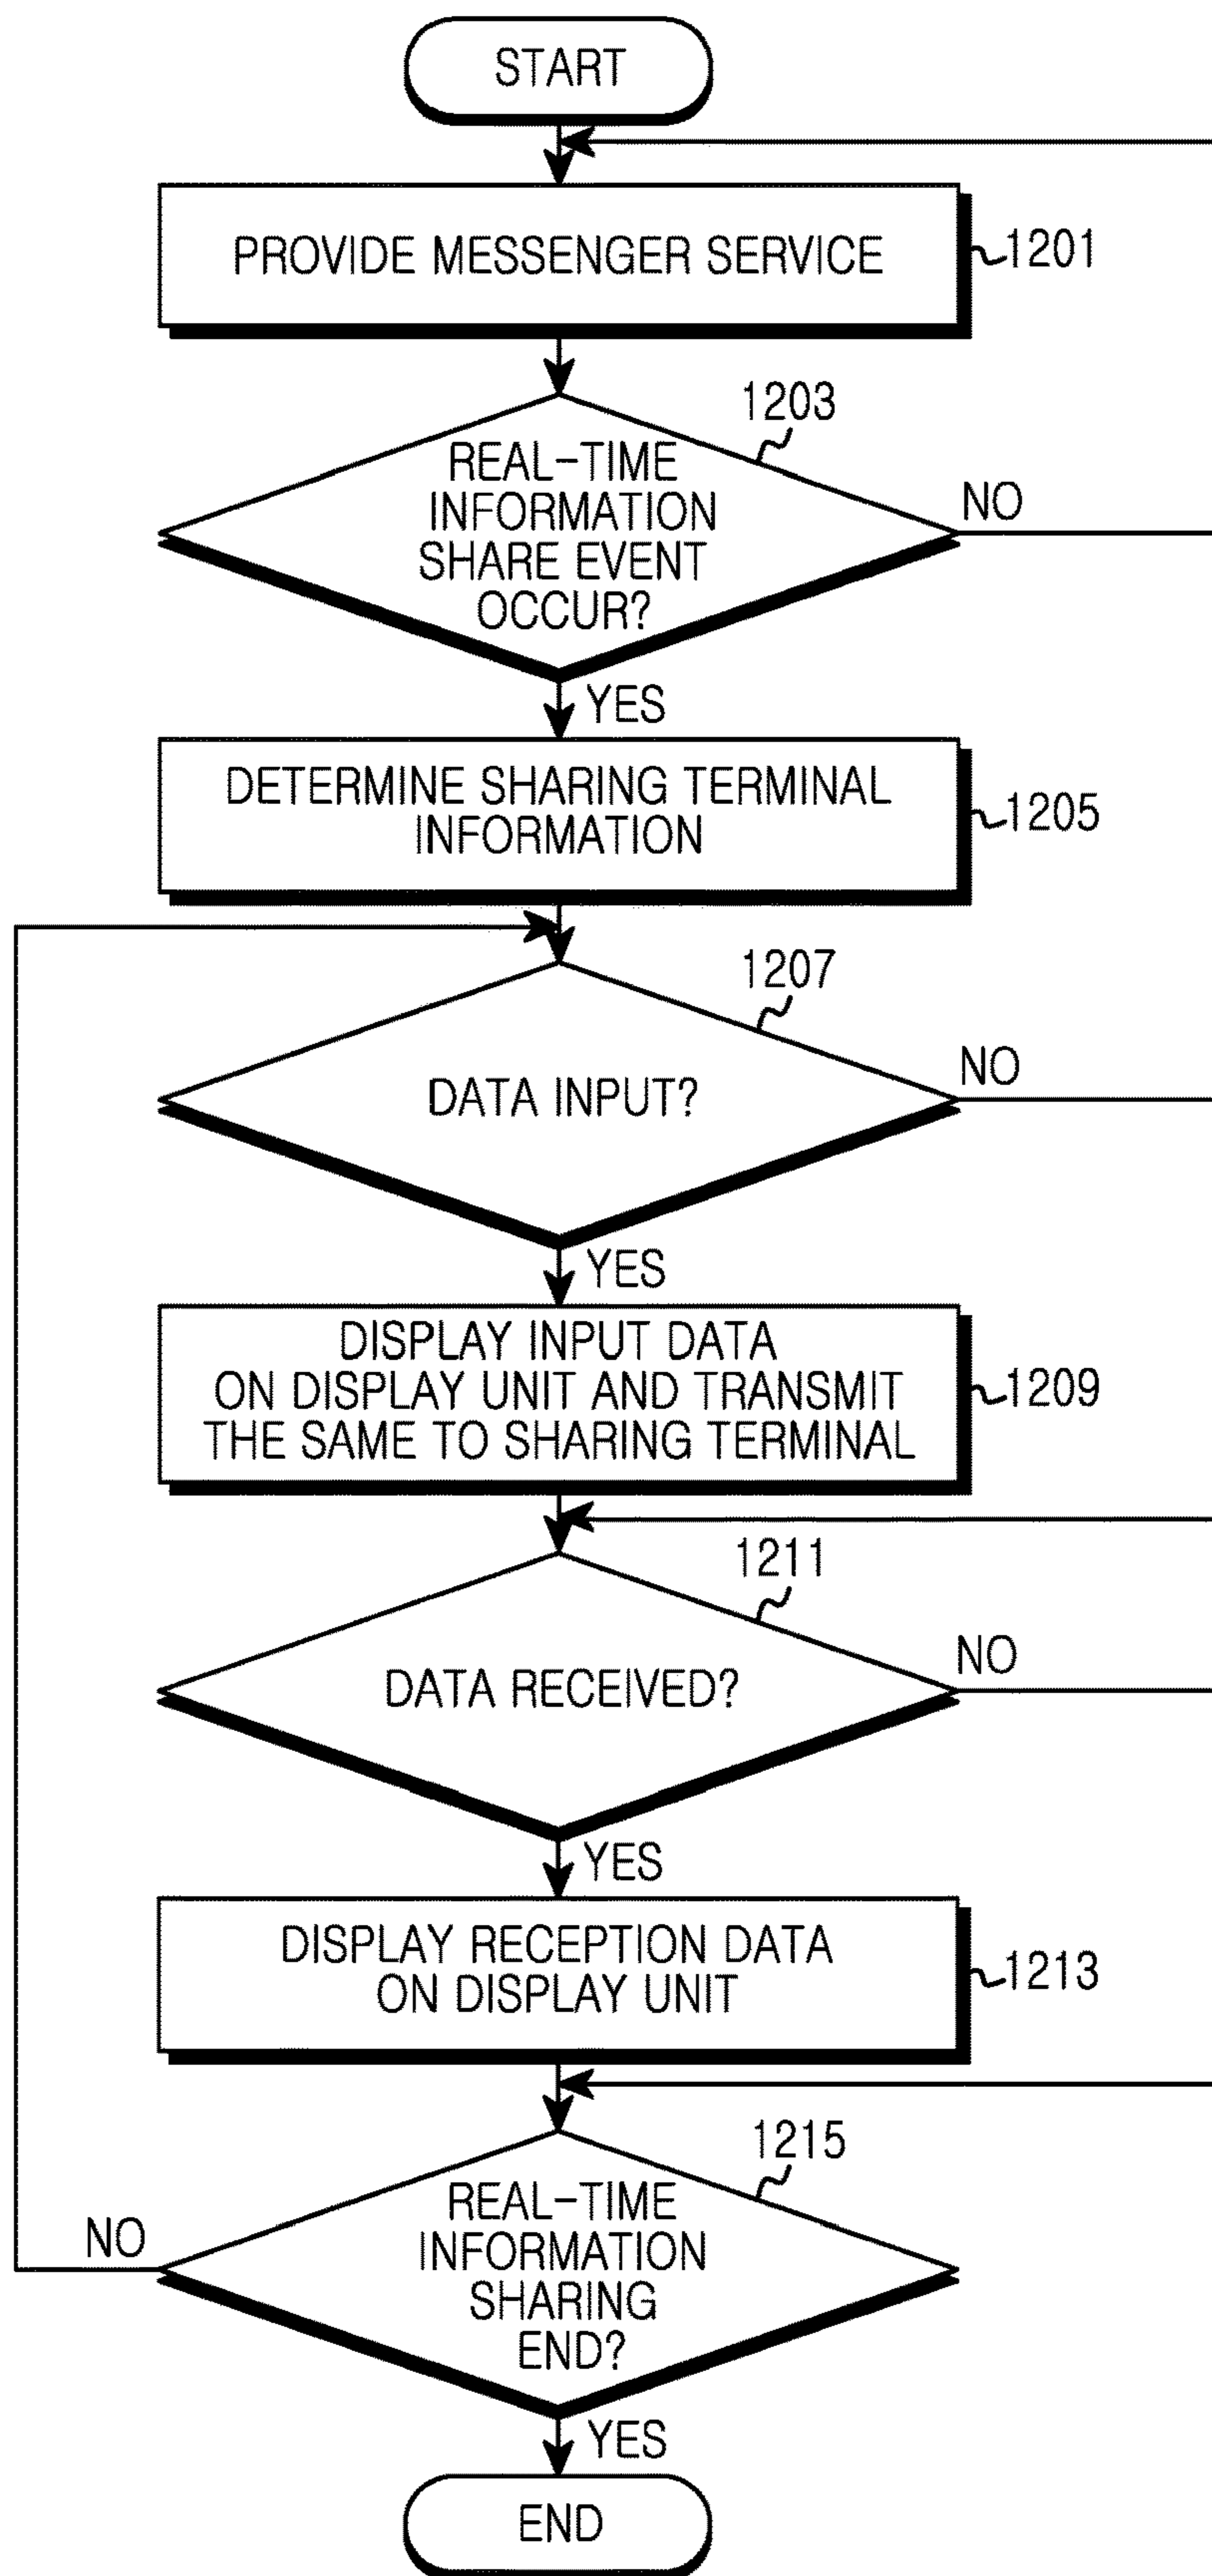 START
PROVIDE MESSENGER SERVICE
1201
1203
REAL-TIME
INFORMATION
SHARE EVENT
OCCUR?
NO
YES
DETERMINE SHARING TERMINAL
INFORMATION
1205
1207
DATA INPUT?
NO
YES
DISPLAY INPUT DATA
ON DISPLAY UNIT AND TRANSMIT
THE SAME TO SHARING TERMINAL
1209
1211
DATA RECEIVED?
NO
YES
DISPLAY RECEPTION DATA
ON DISPLAY UNIT
1213
1215
REAL-TIME
INFORMATION
SHARING
END?
NO
YES
END